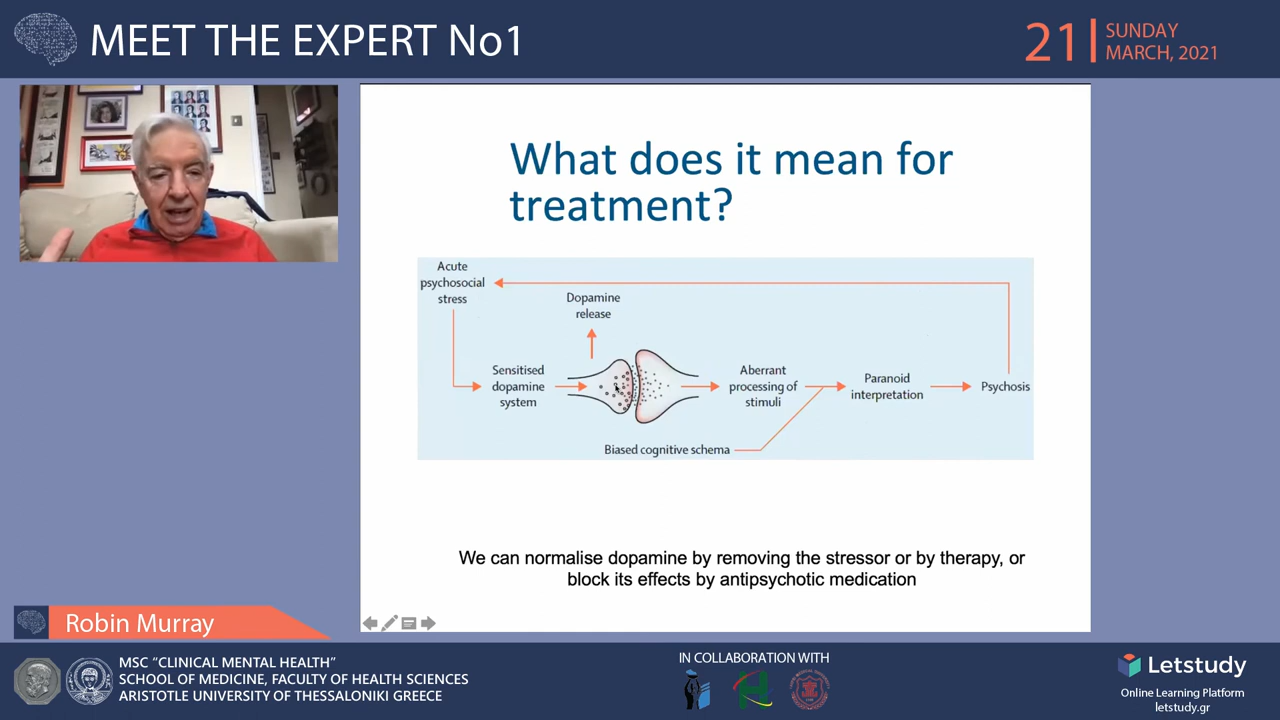 MEET THE EXPERT No1
21
SUNDAY
MARCH, 2021
What does it mean for
treatment?
Acute
psychosocial
stress
Dopamine
release
Sensitised
dopamine
system
Aberrant
processing of
stimuli
Paranoid
interpretation
Psychosis
Biased cognitive schema
We can normalise dopamine by removing the stressor or by therapy, or
block its effects by antipsychotic medication
Robin Murray
MSC “CLINICAL MENTAL HEALTH”
SCHOOL OF MEDICINE, FACULTY OF HEALTH SCIENCES
ARISTOTLE UNIVERSITY OF THESSALONIKI GREECE
IN COLLABORATION WITH
Letstudy
Online Learning Platform
letstudy.gr